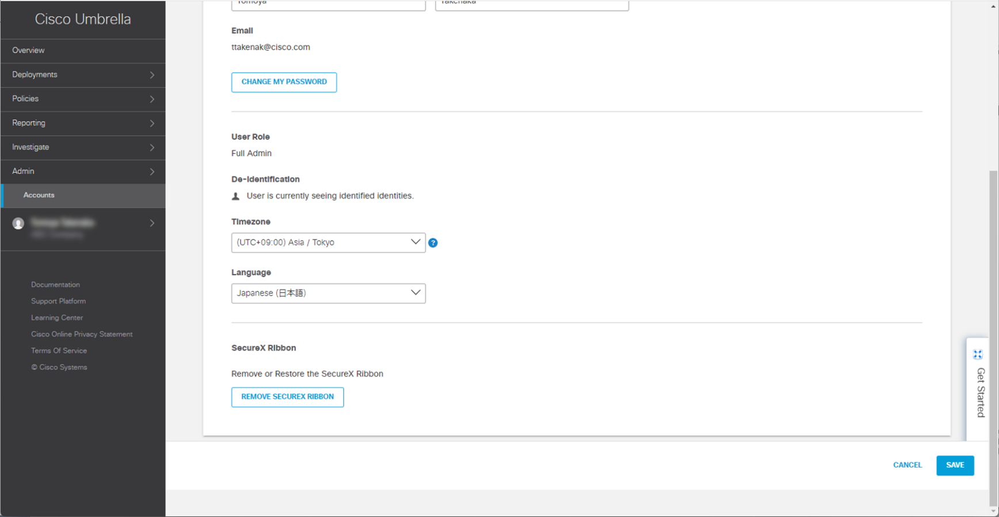 Cisco Umbrella
Overview
Deployments
Policies
Reporting
Investigate
Admin
Accounts
Documentation
Support Platform
Learning Center
Cisco Online Privacy Statement
Terms Of Service
© Cisco Systems
Tomoya Takenaka
Email
ttakenak@cisco.com
CHANGE MY PASSWORD
User Role
Full Admin
De-Identification
User is currently seeing identified identities.
Timezone
(UTC+09:00) Asia / Tokyo
?
Language
Japanese (日本語)
SecureX Ribbon
Remove or Restore the SecureX Ribbon
REMOVE SECUREX RIBBON
Get Started
CANCEL SAVE